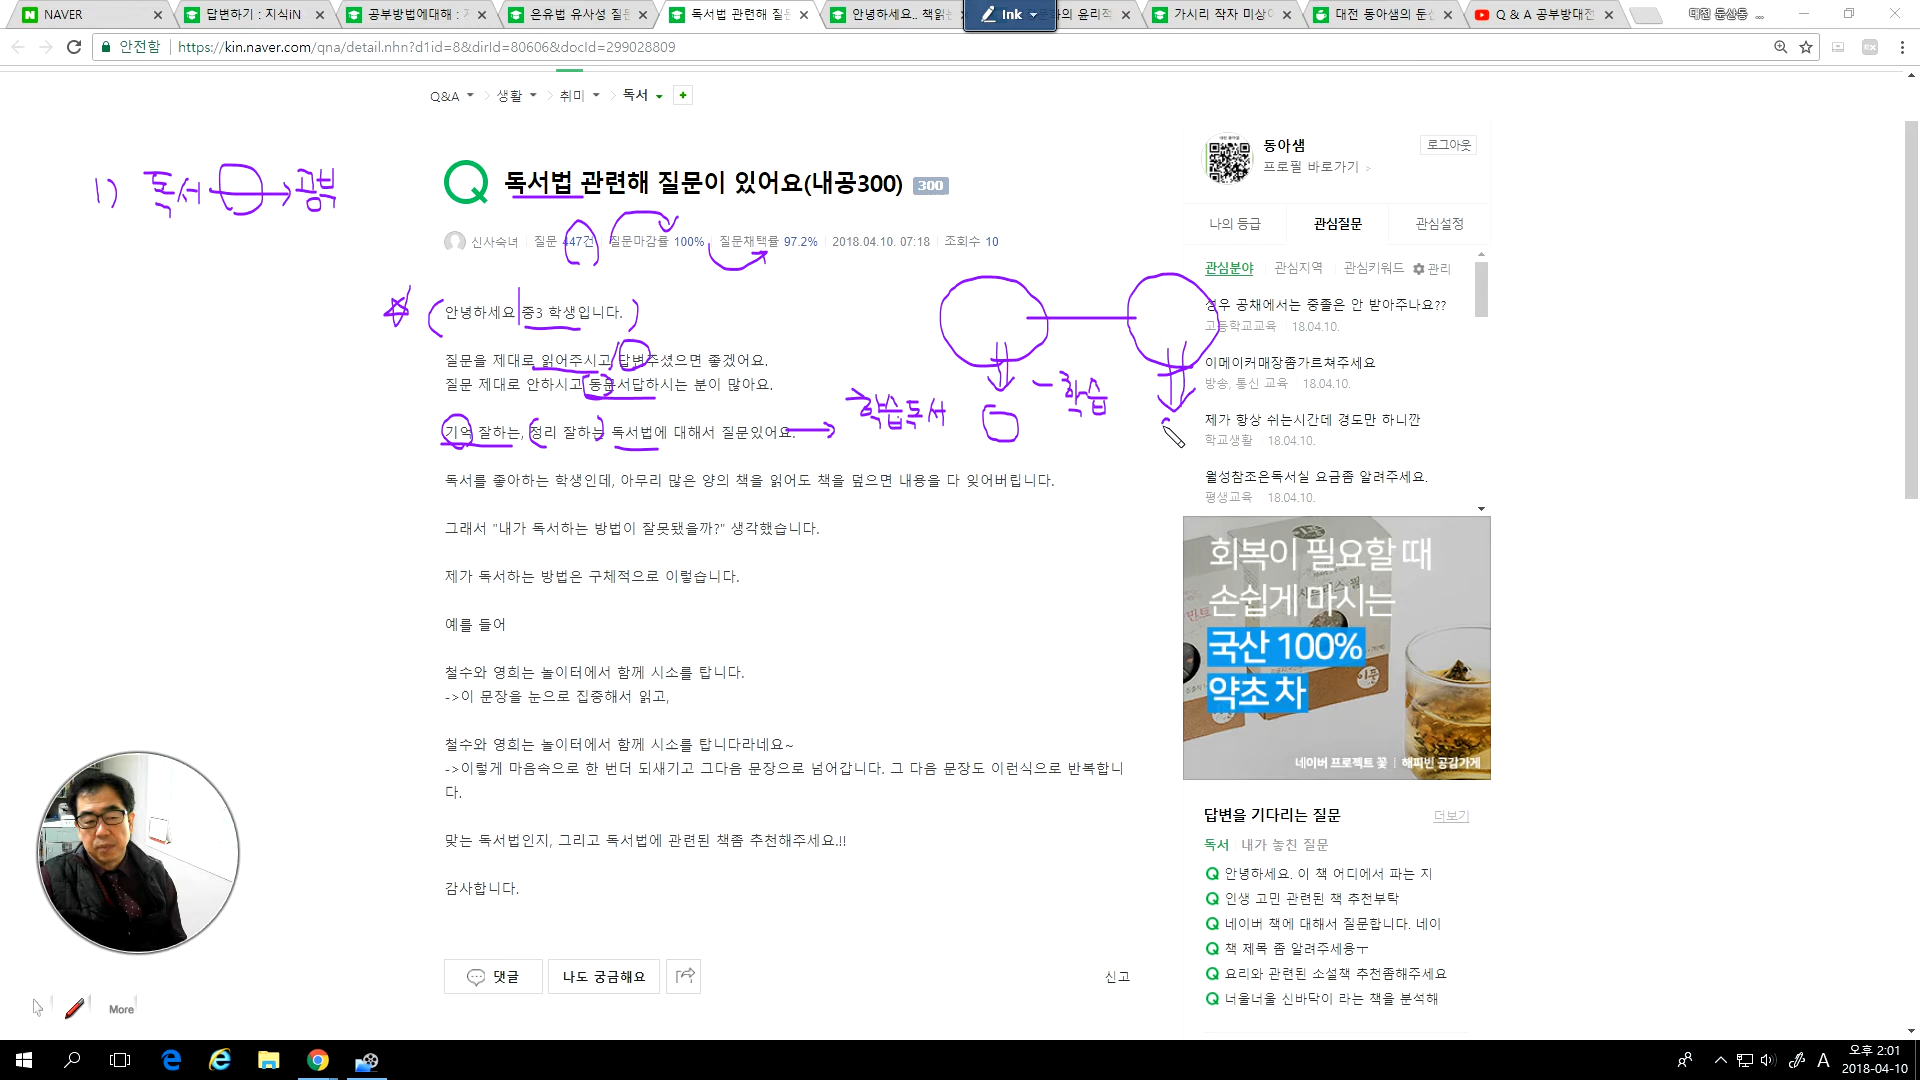 NAVER
답변하기 : 지식iN
공부방법에대해 :
은유법 유사성 질문
독서법 관련해 질문
안녕하세요.. 책읽는
Ink
문화의 윤리적
가시리 작자 미상
대전 동아샘의 둔산
Q & A 공부방대전
대전 둔산동 ...
안전함
https://kin.naver.com/qna/detail.nhn?d1id=8&dirId=80606&docId=299028809
Q&A 생활 취미 독서
1) 독서 → 공부
독서법 관련해 질문이 있어요(내공300) 300
신사숙녀 질문 447건 질문마감률 100% 질문채택률 97.2% 2018.04.10. 07:18 조회수 10
안녕하세요 중3 학생입니다.
질문을 제대로 읽어주시고 답변주셨으면 좋겠어요.
질문 제대로 안하시고 동문서답하시는 분이 많아요.
기억 잘하는, 정리 잘하는 독서법에 대해서 질문있어요.
학습독서
학습
독서를 좋아하는 학생인데, 아무리 많은 양의 책을 읽어도 책을 덮으면 내용을 다 잊어버립니다.
그래서 "내가 독서하는 방법이 잘못됐을까?" 생각했습니다.
제가 독서하는 방법은 구체적으로 이렇습니다.
예를 들어
철수와 영희는 놀이터에서 함께 시소를 탑니다.
->이 문장을 눈으로 집중해서 읽고,
철수와 영희는 놀이터에서 함께 시소를 탑니다라네요~
->이렇게 마음속으로 한 번더 되새기고 그다음 문장으로 넘어갑니다. 그 다음 문장도 이런식으로 반복합니
다.
맞는 독서법인지, 그리고 독서법에 관련된 책좀 추천해주세요.!!
감사합니다.
댓글
나도 궁금해요
신고
동아샘
로그아웃
프로필 바로가기 >
나의 등급 관심질문 관심설정
관심분야 관심지역 관심키워드 관리
성우 공채에서는 중졸은 안 받아주나요??
고등학교교육 18.04.10.
이메이커매장좀가르쳐주세요
방송, 통신 교육 18.04.10.
제가 항상 쉬는시간데 경도만 하니깐
학교생활 18.04.10.
월성참조은독서실 요금좀 알려주세요.
평생교육 18.04.10.
회복이 필요할 때
손쉽게 마시는
국산 100%
약초 차
네이버 프로젝트 꽃 | 해피빈 공감가게
답변을 기다리는 질문
더보기
독서 내가 놓친 질문
안녕하세요. 이 책 어디에서 파는 지
인생 고민 관련된 책 추천부탁
네이버 책에 대해서 질문합니다. 네이
책 제목 좀 알려주세용ㅜ
요리와 관련된 소설책 추천좀해주세요
너울너울 신바닥이 라는 책을 분석해
More
A
오후 2:01
2018-04-10